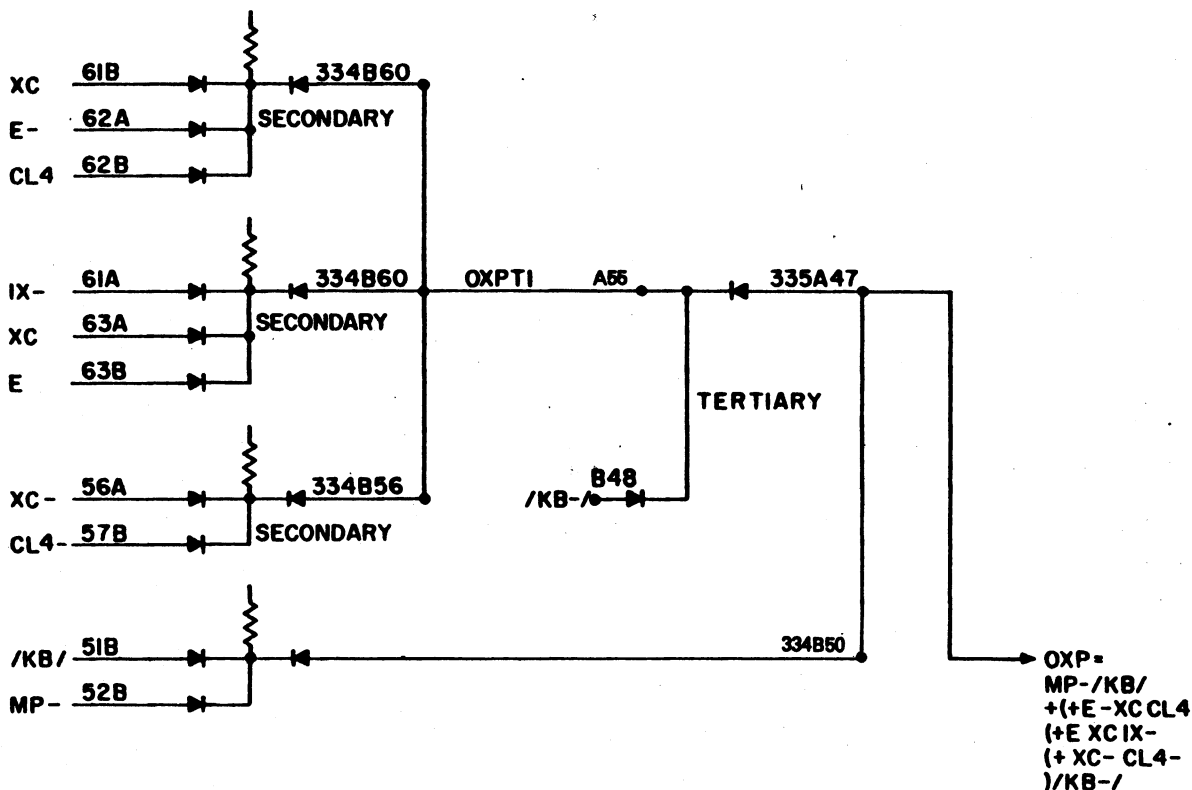 XC 61B 334B60
E- 62A SECONDARY
CL4 62B
IX- 61A 334B60 OXPT1 A55 335A47
XC 63A SECONDARY
E 63B
TERTIARY
XC- 56A 334B56 /KB-/ B48
CL4- 57B SECONDARY
/KB/ 51B 334B50
MP- 52B
OXP=
MP-/KB/
+(+E-XC CL4
(+E XC IX-
(+ XC- CL4-
)/KB-/